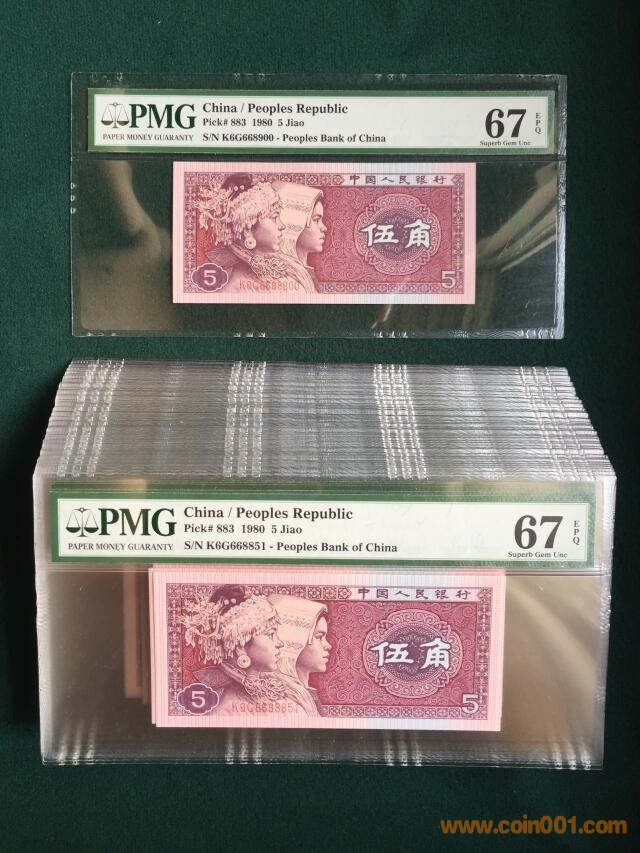 PMG
PAPER MONEY GUARANTY
China / Peoples Republic
Pick# 883 1980 5 Jiao
S/N K6G668900 - Peoples Bank of China
67
EPQ
Superb Gem Unc
中国人民银行
伍角
5
5
PMG
PAPER MONEY GUARANTY
China / Peoples Republic
Pick# 883 1980 5 Jiao
S/N K6G668851 - Peoples Bank of China
67
EPQ
Superb Gem Unc
中国人民银行
伍角
5
5
www.coin001.com